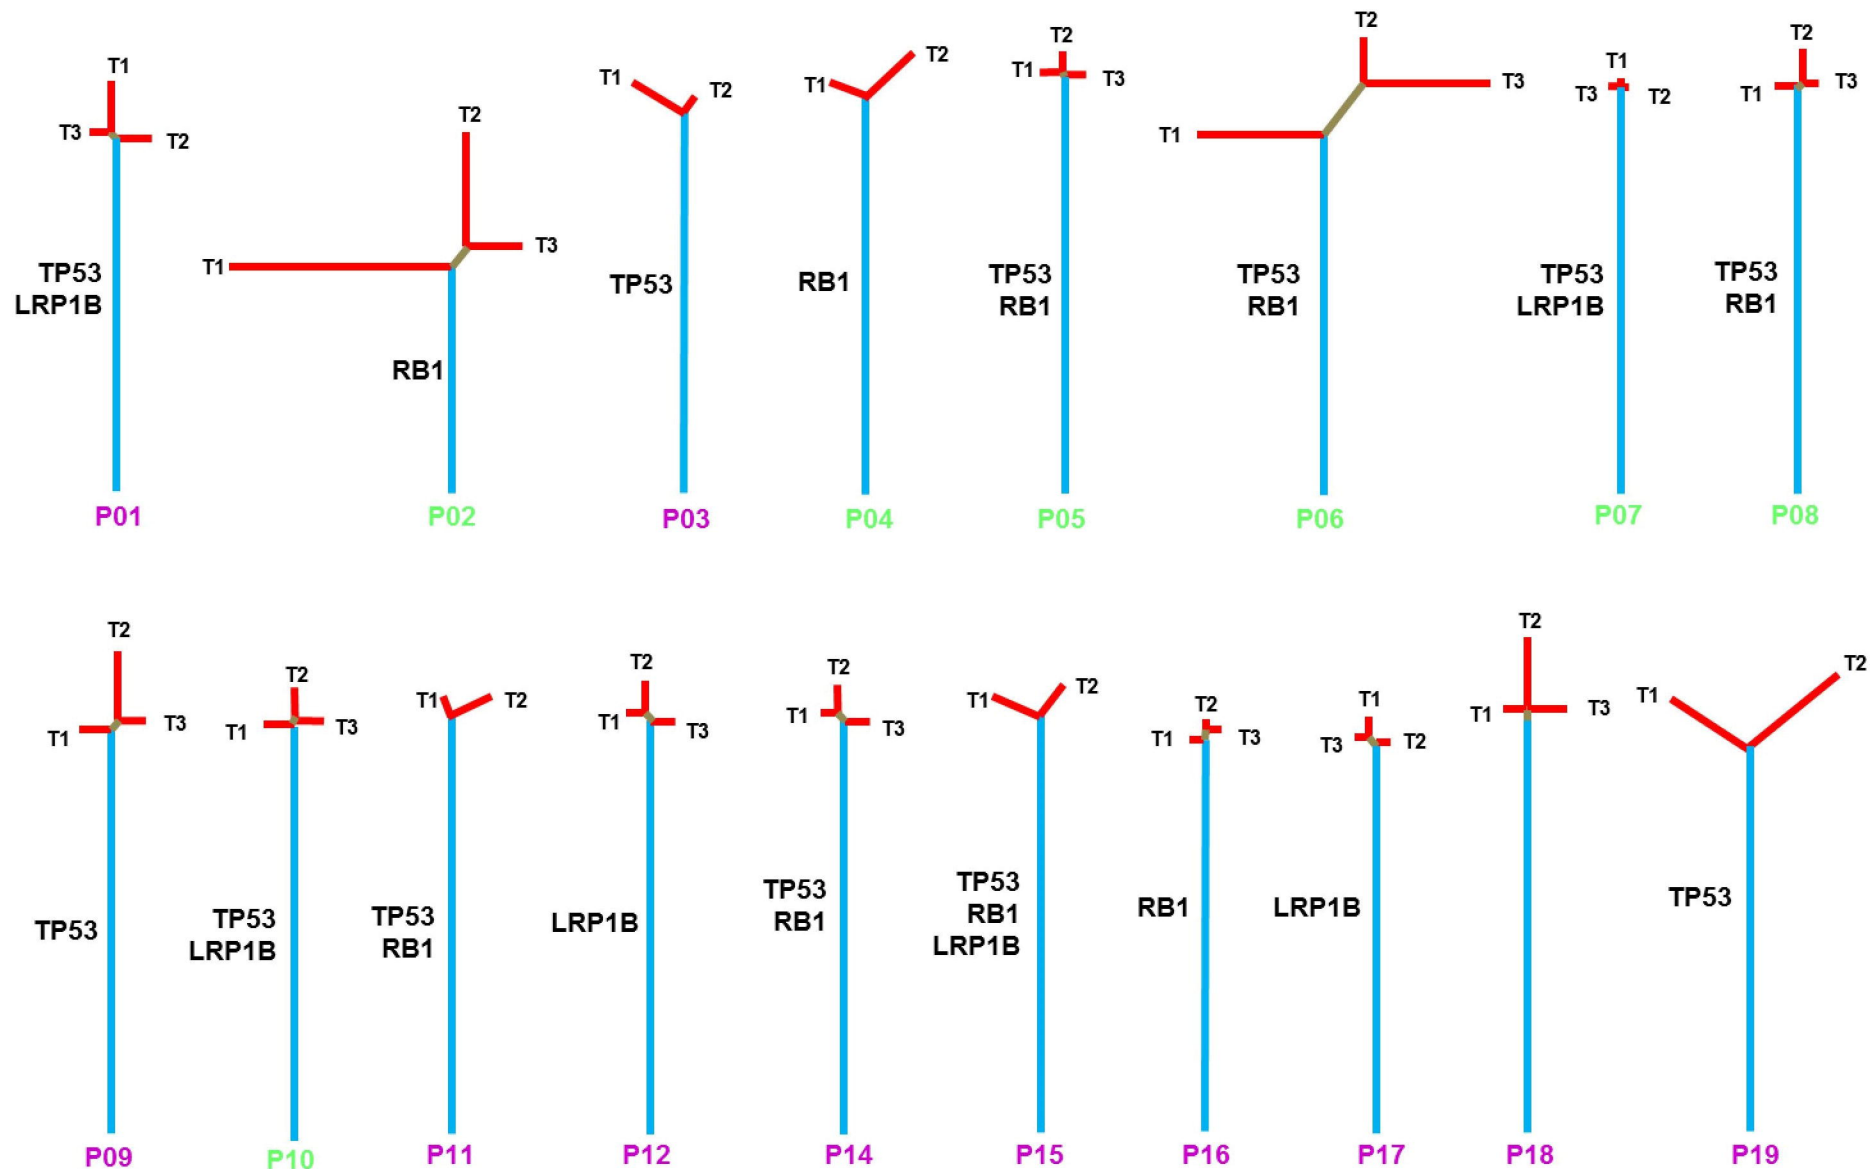 T1
T3
T2
TP53
LRP1B
P01
T2
T1
T3
RB1
P02
T1
T2
TP53
P03
T1
T2
RB1
P04
T2
T1
T3
TP53
RB1
P05
T2
T3
T1
TP53
RB1
P06
T1
T3
T2
TP53
LRP1B
P07
T2
T1
T3
TP53
RB1
P08
T2
T1
T3
TP53
P09
T2
T1
T3
TP53
LRP1B
P10
T1
T2
TP53
RB1
P11
T2
T1
T3
LRP1B
P12
T2
T1
T3
TP53
RB1
P14
T1
T2
TP53
RB1
LRP1B
P15
T2
T1
T3
RB1
P16
T1
T3
T2
LRP1B
P17
T2
T1
T3
P18
T1
T2
TP53
P19